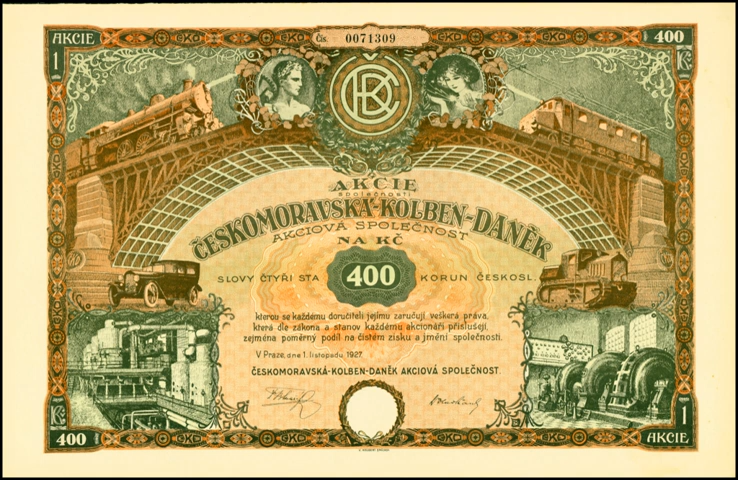 AKCIE
Čís. 0071309
400
1
Kč
ČKD
AKCIE
společnosti
ČESKOMORAVSKÁ-KOLBEN-DANĚK
AKCIOVÁ SPOLEČNOST
NA KČ
SLOVY ČTYŘI STA 400 KORUN ČESKOSL.
kterou se každému doručiteli jejímu zaručují veškerá práva,
která dle zákona a stanov každému akcionáři příslušejí,
zejména poměrný podíl na čistém zisku a jmění společnosti.
V Praze, dne 1. listopadu 1927.
ČESKOMORAVSKÁ-KOLBEN-DANĚK AKCIOVÁ SPOLEČNOST.
Kč
1
400
AKCIE